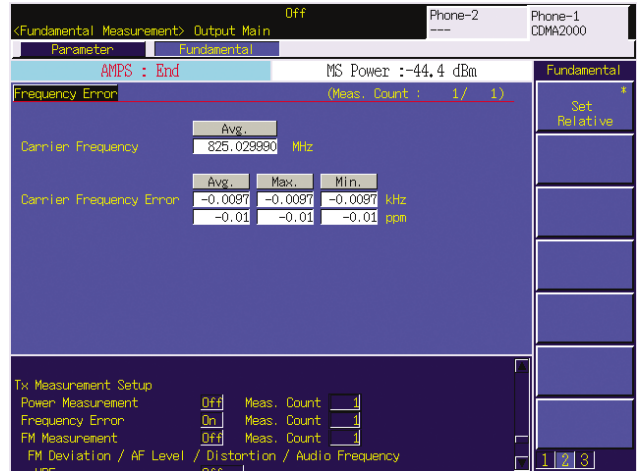 Off
Phone-2
Phone-1
<Fundamental Measurement> Output Main
---
CDMA2000
Parameter
Fundamental
AMPS : End
MS Power :-44.4 dBm
Fundamental
Frequency Error
(Meas. Count : 1/ 1)
*
Set
Relative
Avg.
Carrier Frequency 825.029990 MHz
Avg. Max. Min.
Carrier Frequency Error -0.0097 -0.0097 -0.0097 kHz
-0.01 -0.01 -0.01 ppm
Tx Measurement Setup
Power Measurement Off Meas. Count 1
Frequency Error On Meas. Count 1
FM Measurement Off Meas. Count 1
FM Deviation / AF Level / Distortion / Audio Frequency
1 2 3